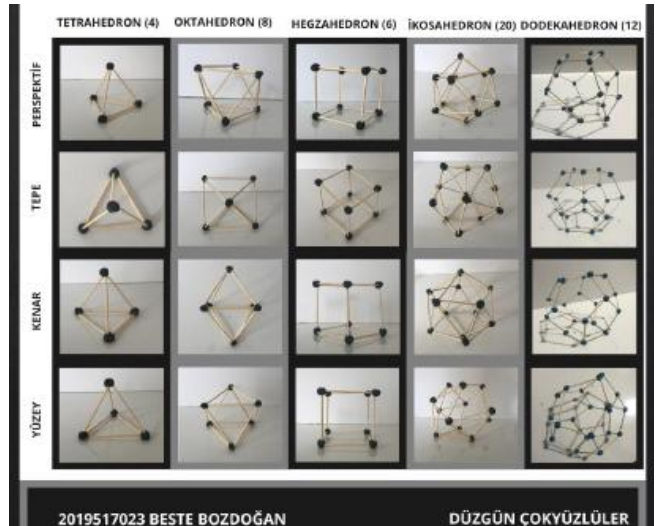 TETRAHEDRON (4) OKTAHEDRON (8) HEGZAHEDRON (6) İKOSAHEDRON (20) DODEKAHEDRON (12)
PERSPEKTİF
TEPE
KENAR
YÜZEY
2019517023 BESTE BOZDOĞAN DÜZGÜN ÇOKYÜZLÜLER